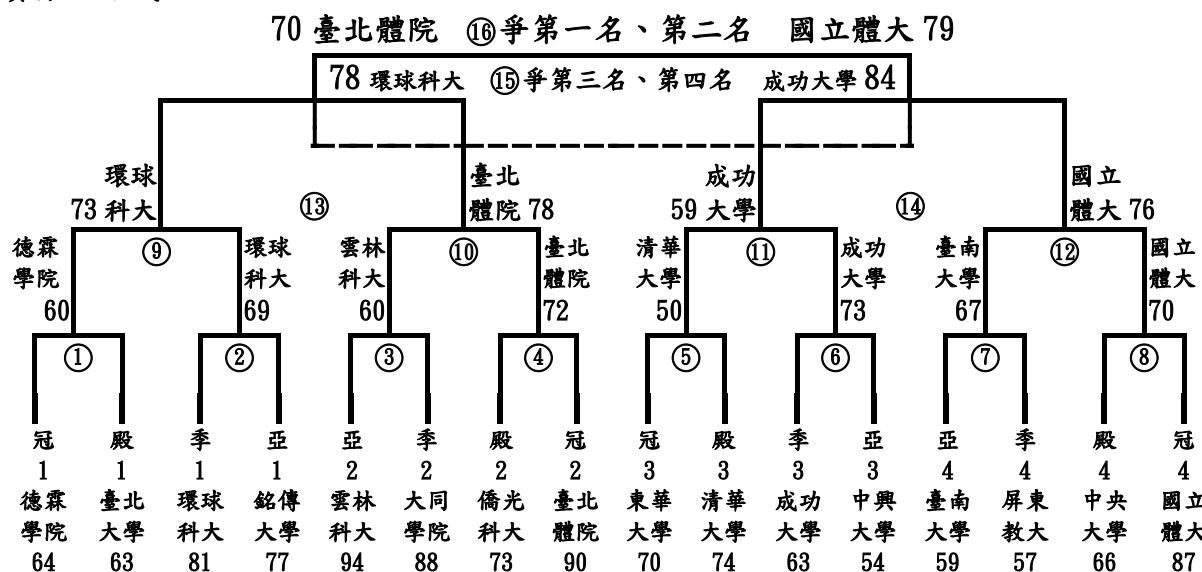 70 臺北體院 ⑯爭第一名、第二名 國立體大 79
78 環球科大 ⑮爭第三名、第四名 成功大學 84
環球 臺北 成功 國立
73 科大 ⑬ 體院 78 59 大學 ⑭ 體大 76
德霖 ⑨ 環球 雲林 ⑩ 臺北 清華 ⑪ 成功 臺南 ⑫ 國立
學院 科大 科大 體院 大學 大學 大學 體大
60 69 60 72 50 73 67 70
① ② ③ ④ ⑤ ⑥ ⑦ ⑧
冠 殿 季 亞 亞 季 殿 冠 冠 殿 季 亞 亞 季 殿 冠
1 1 1 1 2 2 2 2 3 3 3 3 4 4 4 4
德霖 臺北 環球 銘傳 雲林 大同 僑光 臺北 東華 清華 成功 中興 臺南 屏東 中央 國立
學院 大學 科大 大學 科大 學院 科大 體院 大學 大學 大學 大學 大學 教大 大學 體大
64 63 81 77 94 88 73 90 70 74 63 54 59 57 66 87